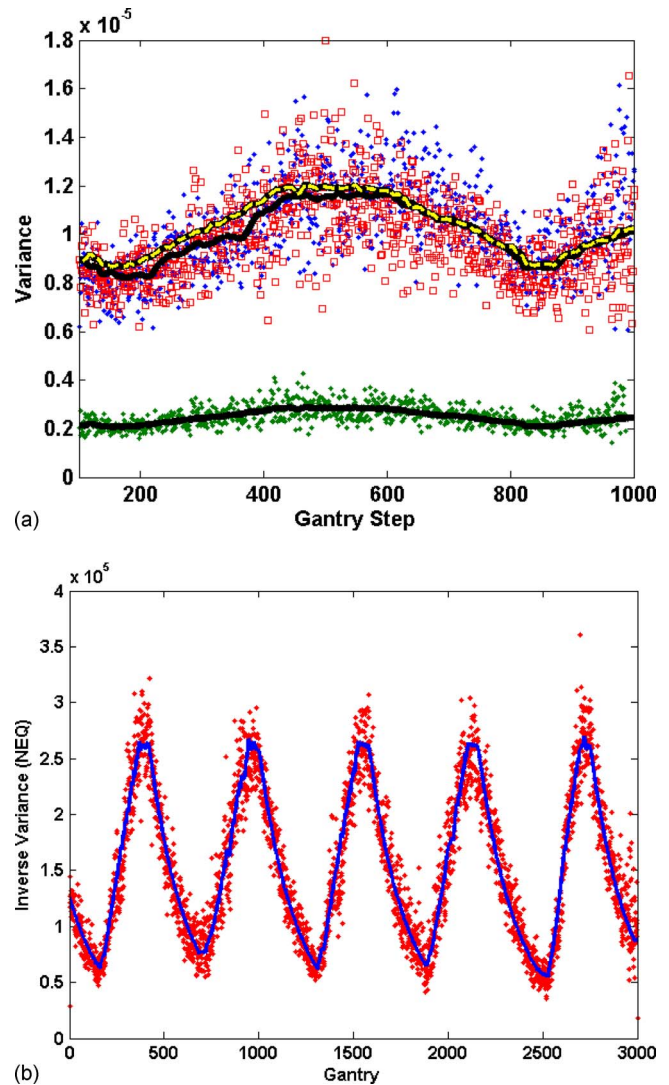 x 10^-5
1.8
1.6
1.4
1.2
1
0.8
0.6
0.4
0.2
0
Variance
200 400 600 800 1000
Gantry Step
(a)
x 10^5
4
3.5
3
2.5
2
1.5
1
0.5
0
Inverse Variance (NEQ)
0 500 1000 1500 2000 2500 3000
Gantry
(b)